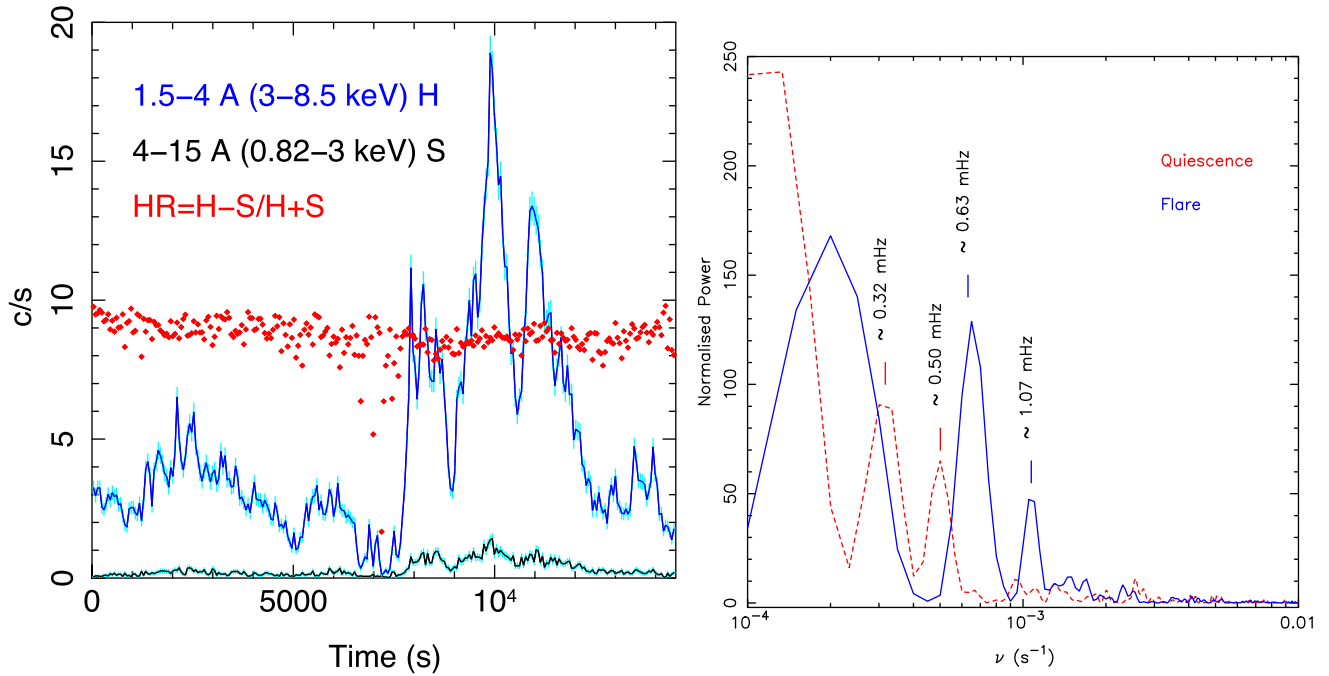 20
15
10
5
0
c/s
1.5−4 A (3−8.5 keV) H
4−15 A (0.82−3 keV) S
HR=H−S/H+S
0
5000
10⁴
Time (s)
250
200
150
100
50
0
Normalised Power
~ 0.32 mHz
~ 0.50 mHz
~ 0.63 mHz
~ 1.07 mHz
Quiescence
Flare
10⁻⁴
10⁻³
0.01
ν (s⁻¹)